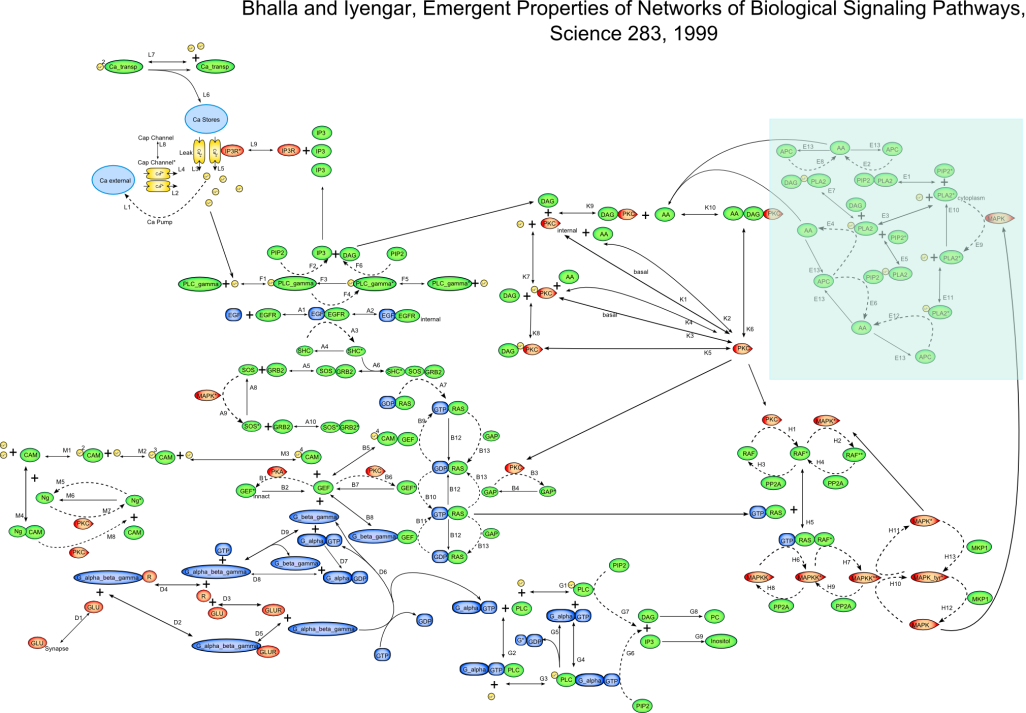 Bhalla and Iyengar, Emergent Properties of Networks of Biological Signaling Pathways,
Science 283, 1999
L7
2
Ca_transp
+
Ca_transp
L6
Ca Stores
Cap Channel
L8
Cap Channel*
Leak
IP3R*
L9
IP3R
+
IP3
IP3
IP3
L3
L5
L4
L2
Ca external
L1
Ca Pump
PIP2
IP3
+
DAG
PIP2
F2
F6
PLC_gamma
+
F1
PLC_gamma
F3
PLC_gamma*
F5
PLC_gamma*
+
F4
EGF
+
EGFR
A1
EGF
EGFR
A2
EGF
EGFR
internal
A3
SHC
A4
SHC*
SOS
+
GRB2
A5
SOS
GRB2
A6
SHC*
SOS
GRB2
MAPK*
A8
A9
SOS*
+
GRB2
A10
SOS*
GRB2*
GDP
RAS
A7
GTP
RAS
B9
B12
GAP
B13
4
CAM
GEF
B5
GDP
RAS
PKA
B1
GEF*
innact
B2
GEF
B7
PKC
B6
GEF*
B10
B12
PKC
B3
GAP
B4
GAP*
GTP
RAS
B8
G_beta_gamma
GEF
B11
B12
B13
GAP
GDP
RAS
+
CAM
M1
2
CAM
+
M2
3
CAM
+
M3
4
CAM
+
M5
Ng
M6
Ng*
PKC
M7
+
M4
M8
Ng
CAM
CAM
PKC
G_beta_gamma
+
D9
G_alpha
GTP
GTP
+
G_beta_gamma
D7
D6
G_alpha_beta_gamma
D8
+
G_alpha
GDP
G_alpha_beta_gamma
R
D4
+
R
D3
+
GLU
GLUR
GLU
+
D1
GLU
Synapse
D2
+
D5
G_alpha_beta_gamma
G_alpha_beta_gamma
GLUR
GDP
GTP
DAG
+
PKC
internal
K9
DAG
PKC
+
AA
K10
AA
DAG
PKC
+
AA
basal
K7
+
AA
DAG
+
PKC
K1
K2
basal
K4
K3
K8
K6
DAG
PKC
K5
PKC
APC
E13
AA
E13
APC
E8
E2
DAG
PLA2
PIP2
PLA2
E1
PIP2*
+
PLA2*
cytoplasm
E7
DAG
+
E3
E10
MAPK
AA
E4
PLA2
+
PIP2*
E9
E5
PLA2*
+
E13
APC
PIP2
PLA2
E13
E6
E11
PLA2*
E12
AA
E13
APC
PKC
H1
MAPK*
H2
RAF
RAF*
RAF**
H3
H4
PP2A
PP2A
GTP
RAS
+
H5
GTP
RAS
RAF*
H6
H7
MAPKK
MAPKK*
MAPKK**
H8
H9
PP2A
PP2A
MAPK*
H11
H13
MKP1
H10
MAPK_tyr*
MKP1
H12
MAPK
PIP2
+
G1
PLC
G_alpha
GTP
+
PLC
+
G_alpha
GTP
G7
DAG
G8
PC
+
IP3
G9
Inositol
G5
G*
GDP
G2
G4
G6
G_alpha
GTP
PLC
G3
+
PLC
G_alpha
GTP
PIP2